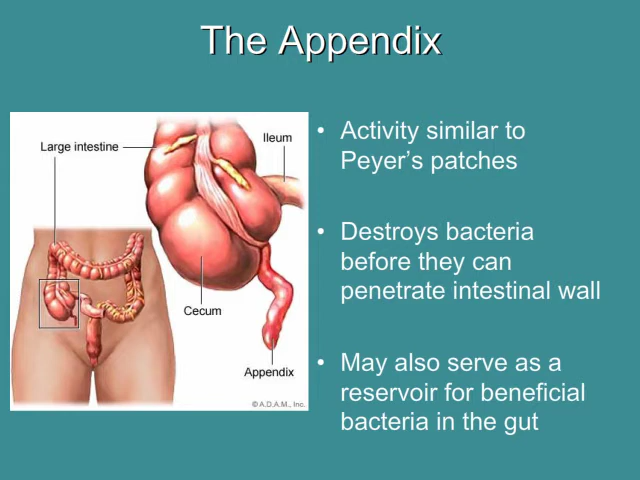 The Appendix
Large intestine
Ileum
Cecum
Appendix
© A.D.A.M., Inc.
• Activity similar to
Peyer’s patches
• Destroys bacteria
before they can
penetrate intestinal wall
• May also serve as a
reservoir for beneficial
bacteria in the gut